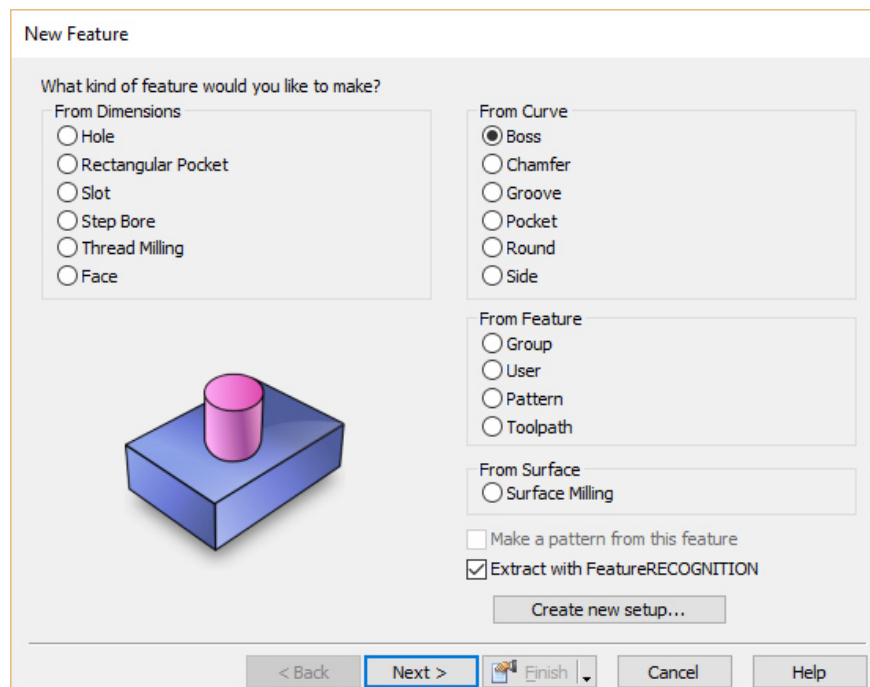 New Feature
What kind of feature would you like to make?
From Dimensions
Hole
Rectangular Pocket
Slot
Step Bore
Thread Milling
Face
From Curve
Boss
Chamfer
Groove
Pocket
Round
Side
From Feature
Group
User
Pattern
Toolpath
From Surface
Surface Milling
Make a pattern from this feature
Extract with FeatureRECOGNITION
Create new setup...
< Back
Next >
Finish
Cancel
Help